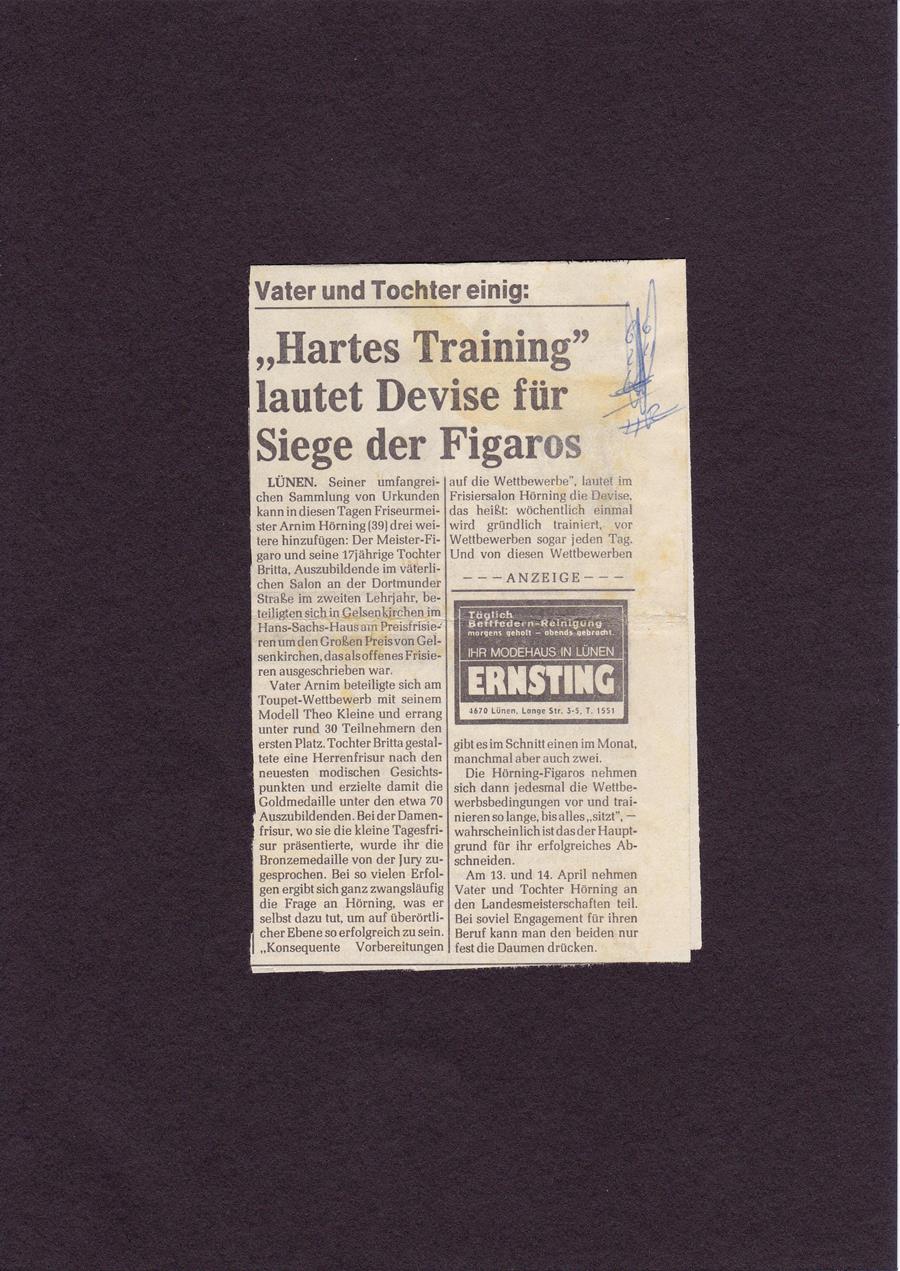 Vater und Tochter einig:
„Hartes Training”
lautet Devise für
Siege der Figaros
LÜNEN. Seiner umfangrei-
chen Sammlung von Urkunden
kann in diesen Tagen Friseurmei-
ster Arnim Hörning (39) drei wei-
tere hinzufügen: Der Meister-Fi-
garo und seine 17jährige Tochter
Britta, Auszubildende im väterli-
chen Salon an der Dortmunder
Straße im zweiten Lehrjahr, be-
teiligten sich in Gelsenkirchen im
Hans-Sachs-Haus am Preisfrisie-
ren um den Großen Preis von Gel-
senkirchen, das als offenes Frisie-
ren ausgeschrieben war.
Vater Arnim beteiligte sich am
Toupet-Wettbewerb mit seinem
Modell Theo Kleine und errang
unter rund 30 Teilnehmern den
ersten Platz. Tochter Britta gestal-
tete eine Herrenfrisur nach den
neuesten modischen Gesichts-
punkten und erzielte damit die
Goldmedaille unter den etwa 70
Auszubildenden. Bei der Damen-
frisur, wo sie die kleine Tagesfri-
sur präsentierte, wurde ihr die
Bronzemedaille von der Jury zu-
gesprochen. Bei so vielen Erfol-
gen ergibt sich ganz zwangsläufig
die Frage an Hörning, was er
selbst dazu tut, um auf überörtli-
cher Ebene so erfolgreich zu sein.
„Konsequente Vorbereitungen
auf die Wettbewerbe”, lautet im
Frisiersalon Hörning die Devise,
das heißt: wöchentlich einmal
wird gründlich trainiert, vor
Wettbewerben sogar jeden Tag.
Und von diesen Wettbewerben
– – – ANZEIGE – – –
Täglich
Bettfedern-Reinigung
morgens geholt – abends gebracht.
IHR MODEHAUS IN LÜNEN
ERNSTING
4670 Lünen, Lange Str. 3-5, T. 1551
gibt es im Schnitt einen im Monat,
manchmal aber auch zwei.
Die Hörning-Figaros nehmen
sich dann jedesmal die Wettbe-
werbsbedingungen vor und trai-
nieren so lange, bis alles „sitzt”, —
wahrscheinlich ist das der Haupt-
grund für ihr erfolgreiches Ab-
schneiden.
Am 13. und 14. April nehmen
Vater und Tochter Hörning an
den Landesmeisterschaften teil.
Bei soviel Engagement für ihren
Beruf kann man den beiden nur
fest die Daumen drücken.